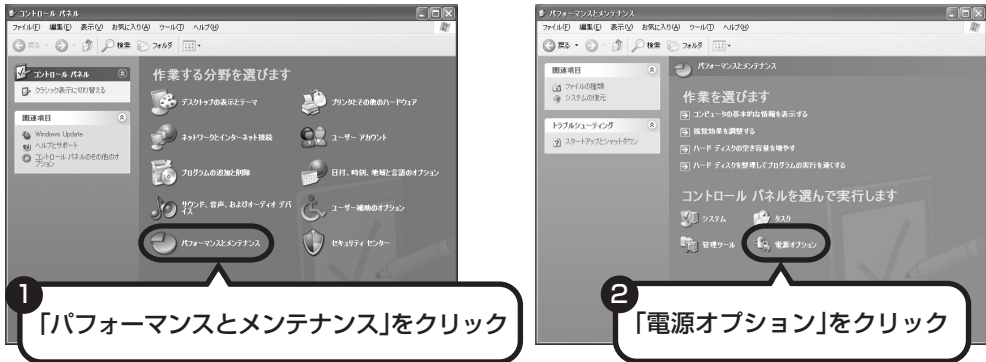 コントロール パネル
ファイル(F) 編集(E) 表示(V) お気に入り(A) ツール(T) ヘルプ(H)
戻る 検索 フォルダ
コントロール パネル
クラシック表示に切り替える
関連項目
Windows Update
ヘルプとサポート
コントロール パネルのその他のオプション
作業する分野を選びます
デスクトップの表示とテーマ
プリンタとその他のハードウェア
ネットワークとインターネット接続
ユーザー アカウント
プログラムの追加と削除
日付、時刻、地域と言語のオプション
サウンド、音声、およびオーディオ デバイス
ユーザー補助のオプション
パフォーマンスとメンテナンス
セキュリティ センター
1
「パフォーマンスとメンテナンス」をクリック
パフォーマンスとメンテナンス
ファイル(F) 編集(E) 表示(V) お気に入り(A) ツール(T) ヘルプ(H)
戻る 検索 フォルダ
関連項目
ファイルの種類
システムの復元
トラブルシューティング
スタートアップとシャットダウン
パフォーマンスとメンテナンス
作業を選びます
コンピュータの基本的な情報を表示する
視覚効果を調整する
ハード ディスクの空き容量を増やす
ハード ディスクを整理してプログラムの実行を速くする
コントロール パネルを選んで実行します
システム
タスク
管理ツール
電源オプション
2
「電源オプション」をクリック